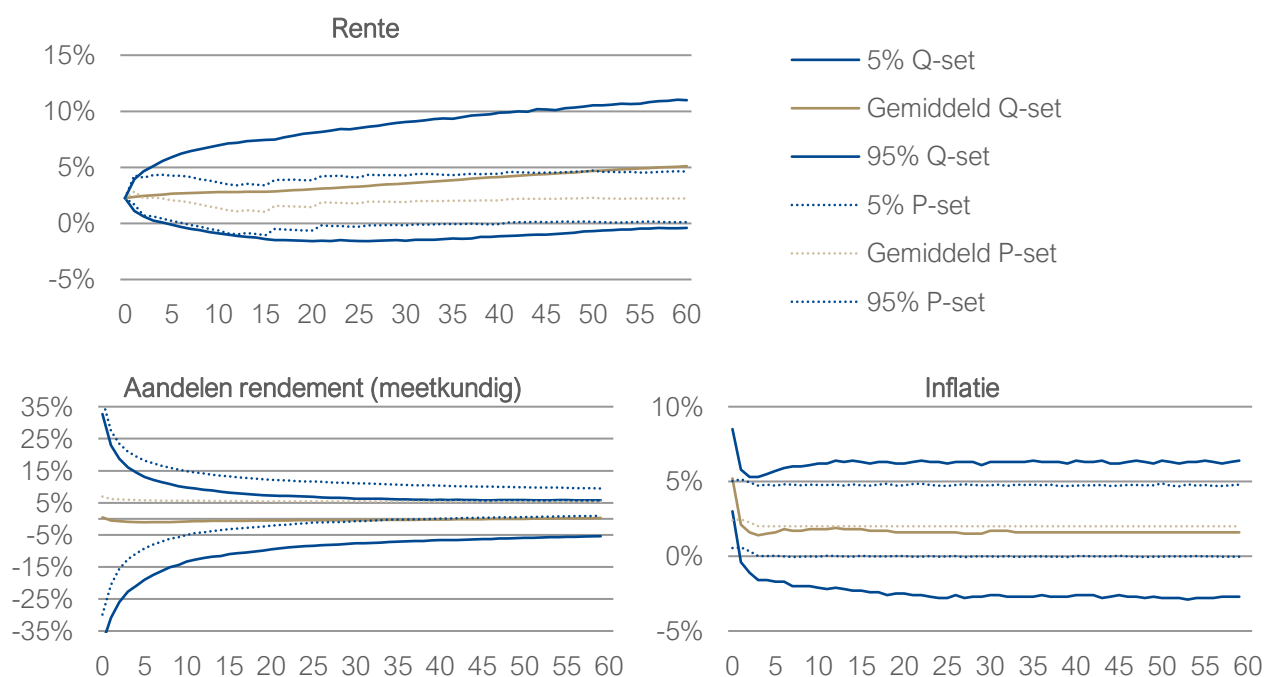 Rente
15%
10%
5%
0%
-5%
0 5 10 15 20 25 30 35 40 45 50 55 60
5% Q-set
Gemiddeld Q-set
95% Q-set
5% P-set
Gemiddeld P-set
95% P-set
Aandelen rendement (meetkundig)
35%
25%
15%
5%
-5%
-15%
-25%
-35%
0 5 10 15 20 25 30 35 40 45 50 55 60
Inflatie
10%
5%
0%
-5%
0 5 10 15 20 25 30 35 40 45 50 55 60